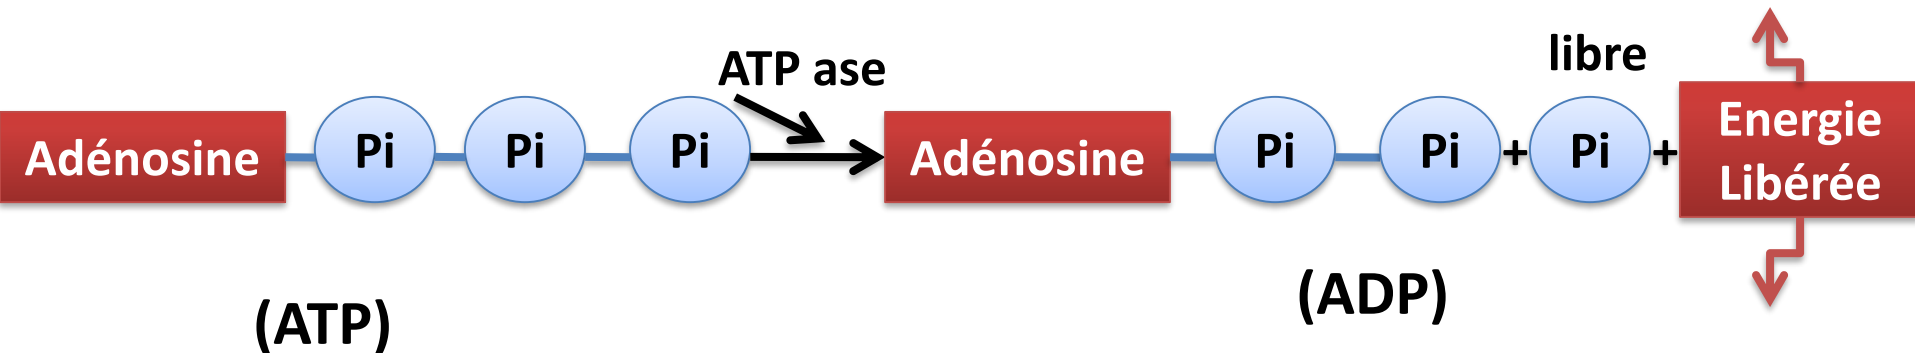 ATP ase
libre
Adénosine Pi Pi Pi Adénosine Pi Pi + Pi + Energie
Libérée
(ATP)
(ADP)